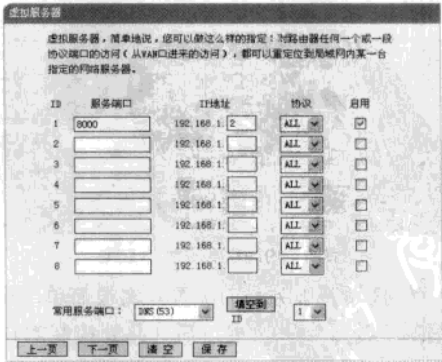 虚拟服务器
虚拟服务器，简单地说，您可以做这么样的指定：对路由器任何一个或一段
协议端口的访问（从WAN口进来的访问），都可以重定位到局域网内某一台
指定的网络服务器。
ID 服务端口 IP地址 协议 启用
1 8000 192.168.1. 2 ALL
2 192.168.1. ALL
3 192.168.1. ALL
4 192.168.1. ALL
5 192.168.1. ALL
6 192.168.1. ALL
7 192.168.1. ALL
8 192.168.1. ALL
常用服务端口： DNS(53) 填空到 1
ID
上一页 下一页 清空 保存